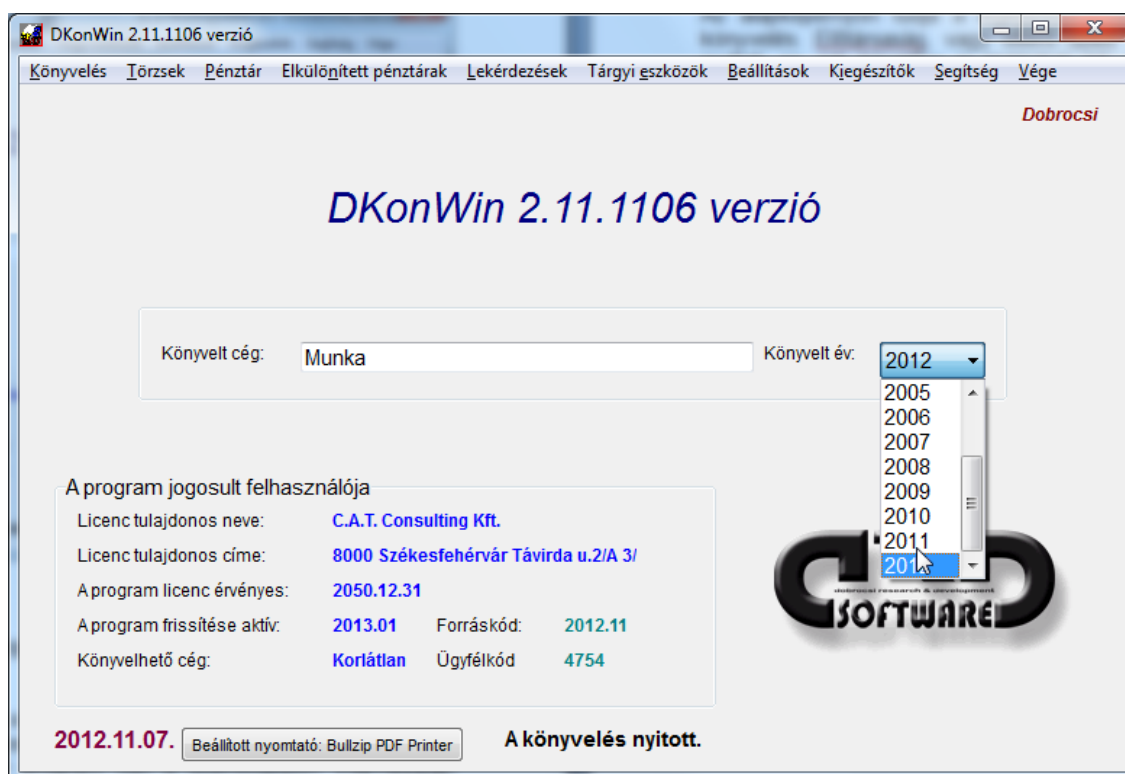 DKonWin 2.11.1106 verzió
Könyvelés Törzsek Pénztár Elkülönített pénztárak Lekérdezések Tárgyi eszközök Beállítások Kiegészítők Segítség Vége
Dobrocsi
DKonWin 2.11.1106 verzió
Könyvelt cég: Munka Könyvelt év: 2012
2005
2006
2007
2008
2009
2010
2011
A program jogosult felhasználója
Licenc tulajdonos neve: C.A.T. Consulting Kft.
Licenc tulajdonos címe: 8000 Székesfehérvár Távirda u.2/A 3/
A program licenc érvényes: 2050.12.31
A program frissítése aktív: 2013.01 Forráskód: 2012.11
Könyvelhető cég: Korlátlan Ügyfélkód 4754
dobrocsi research & development
SOFTWARE
2012.11.07. Beállított nyomtató: Bullzip PDF Printer A könyvelés nyitott.